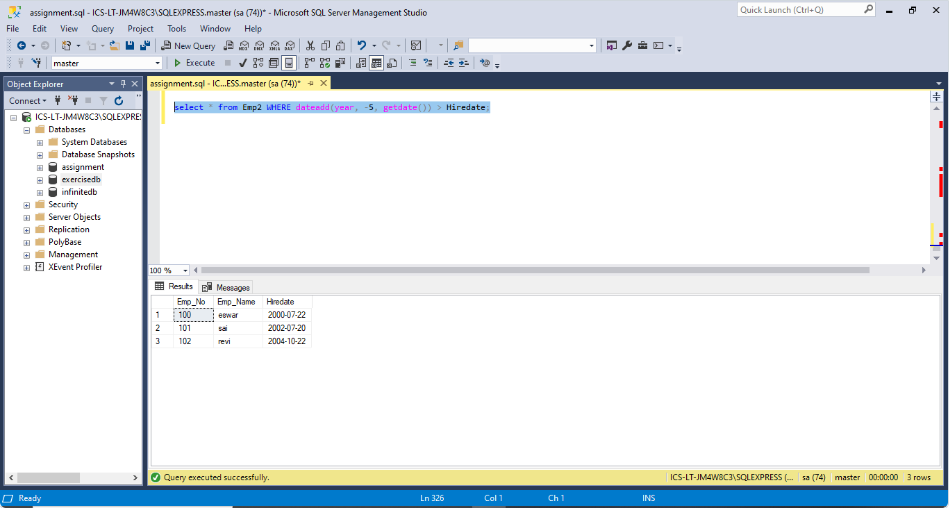 assignment.sql - ICS-LT-JM4W8C3\SQLEXPRESS.master (sa (74))* - Microsoft SQL Server Management Studio
Quick Launch (Ctrl+Q)
File Edit View Query Project Tools Window Help
New Query
master
Execute
Object Explorer
Connect
ICS-LT-JM4W8C3\SQLEXPRE
Databases
System Databases
Database Snapshots
assignment
exercisedb
infinitedb
Security
Server Objects
Replication
PolyBase
Management
XEvent Profiler
assignment.sql - IC...ESS.master (sa (74))*
select * from Emp2 WHERE dateadd(year, -5, getdate()) > Hiredate;
100 %
Results Messages
Emp_No Emp_Name Hiredate
1 100 eswar 2000-07-22
2 101 sai 2002-07-20
3 102 revi 2004-10-22
Query executed successfully.
ICS-LT-JM4W8C3\SQLEXPRESS (... sa (74) master 00:00:00 3 rows
Ready Ln 326 Col 1 Ch 1 INS